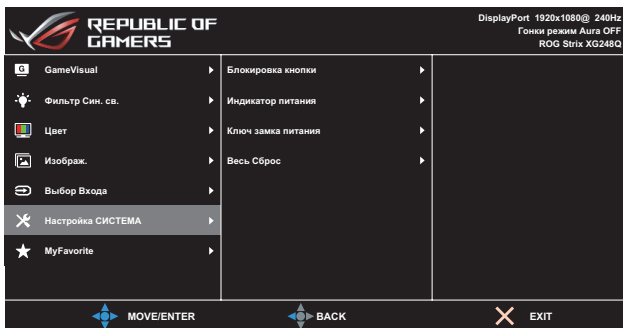 REPUBLIC OF
GAMERS
DisplayPort 1920x1080@ 240Hz
Гонки режим Aura OFF
ROG Strix XG248Q
G GameVisual
Фильтр Син. св.
Цвет
Изображ.
Выбор Входа
Настройка СИСТЕМА
MyFavorite
Блокировка кнопки
Индикатор питания
Ключ замка питания
Весь Сброс
MOVE/ENTER
BACK
EXIT